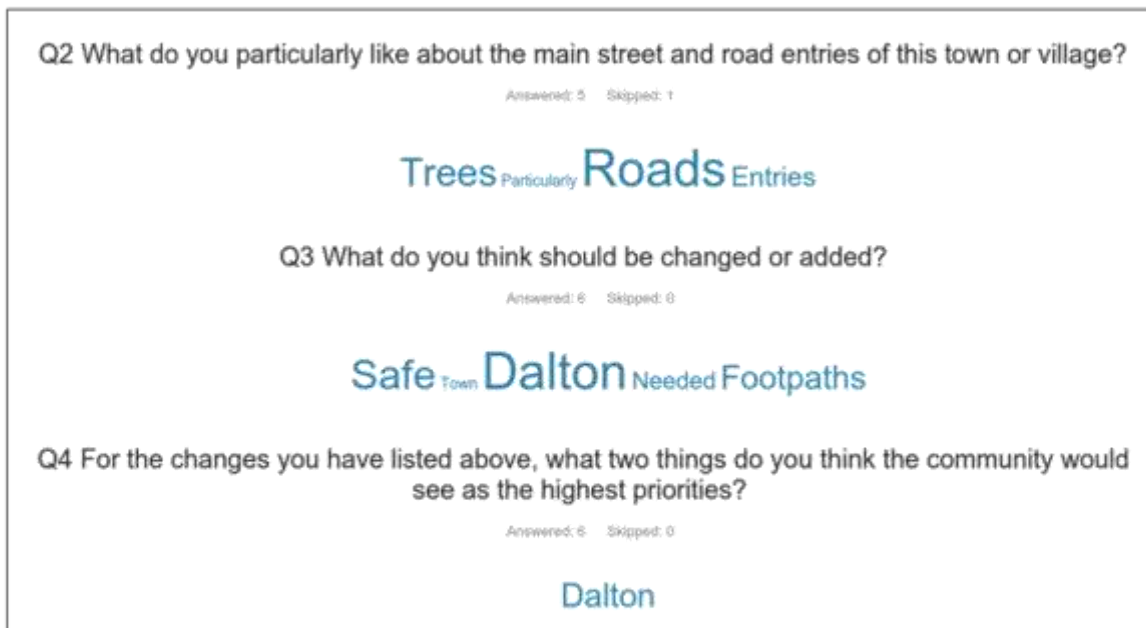 Q2 What do you particularly like about the main street and road entries of this town or village?
Answered: 5 Skipped: 1
Trees Particularly Roads Entries
Q3 What do you think should be changed or added?
Answered: 6 Skipped: 0
Safe Town Dalton Needed Footpaths
Q4 For the changes you have listed above, what two things do you think the community would
see as the highest priorities?
Answered: 6 Skipped: 0
Dalton